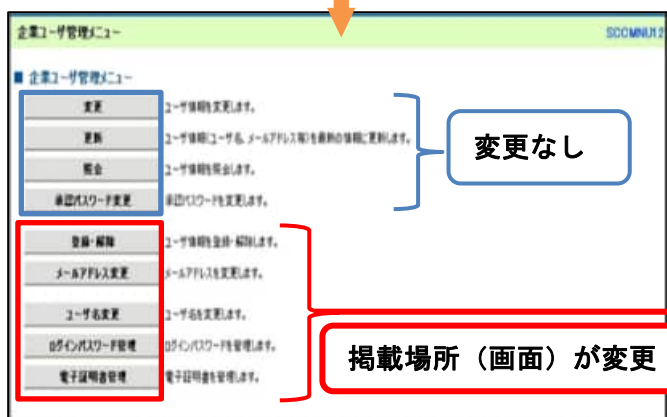 企業ユーザ管理メニュー SCCMNU12
■ 企業ユーザ管理メニュー
変更 ユーザ情報を変更します。
更新 ユーザ情報(ユーザ名、メールアドレス等)を最新の情報に更新します。
照会 ユーザ情報を照会します。
承認パスワード変更 承認パスワードを変更します。
変更なし
登録・解除 ユーザ情報を登録・解除します。
メールアドレス変更 メールアドレスを変更します。
ユーザ名変更 ユーザ名を変更します。
ログインパスワード管理 ログインパスワードを管理します。
電子証明書管理 電子証明書を管理します。
掲載場所（画面）が変更